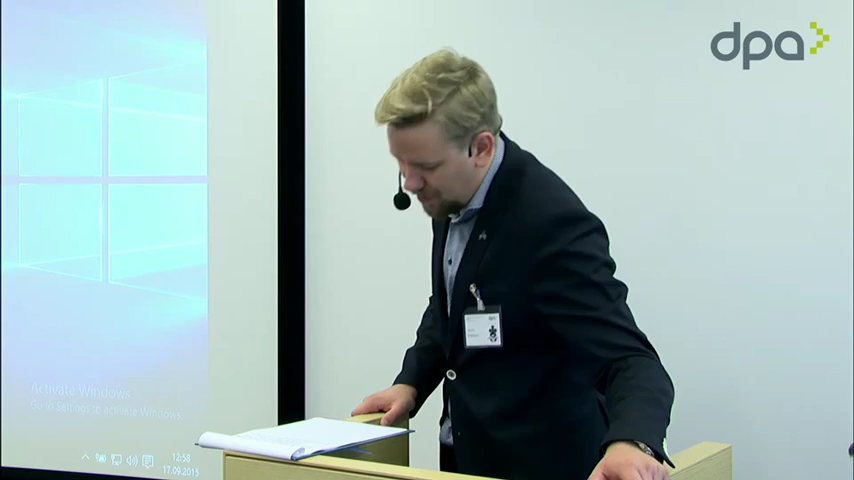 dpa
Activate Windows
Go to Settings to activate Windows.
12:58
17.09.2015